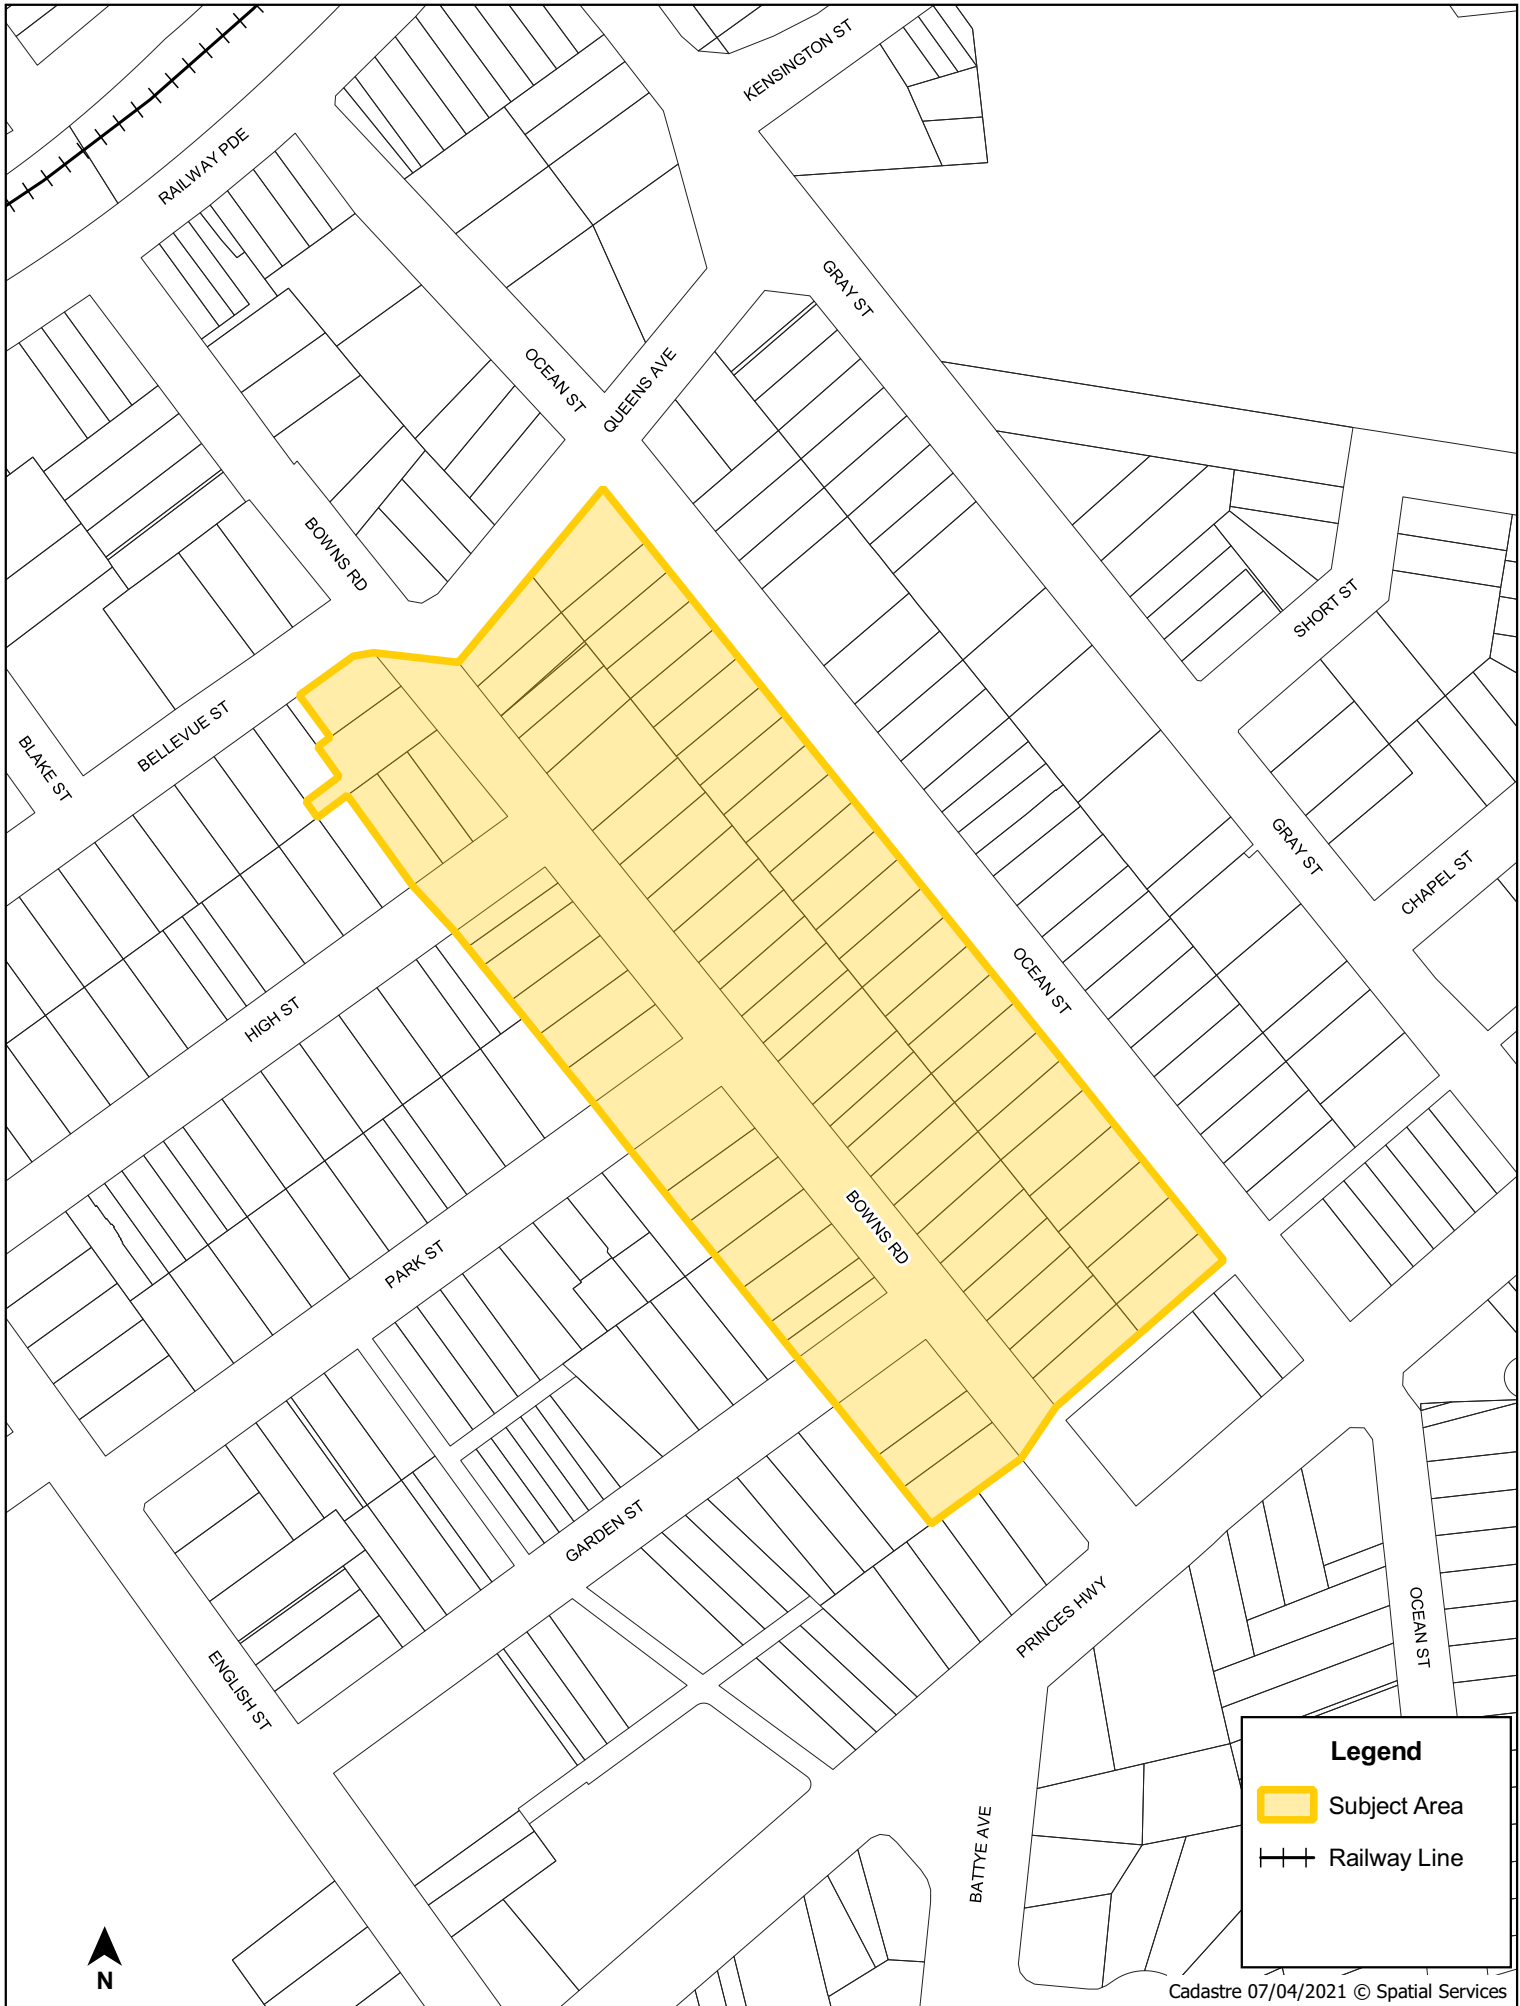 KENSINGTON ST
RAILWAY PDE
GRAY ST
OCEAN ST
QUEENS AVE
BOWNS RD
SHORT ST
BELLEVUE ST
BLAKE ST
GRAY ST
CHAPEL ST
OCEAN ST
HIGH ST
BOWNS RD
PARK ST
GARDEN ST
PRINCES HWY
OCEAN ST
ENGLISH ST
BATTYE AVE
Legend
Subject Area
Railway Line
N
Cadastre 07/04/2021 © Spatial Services